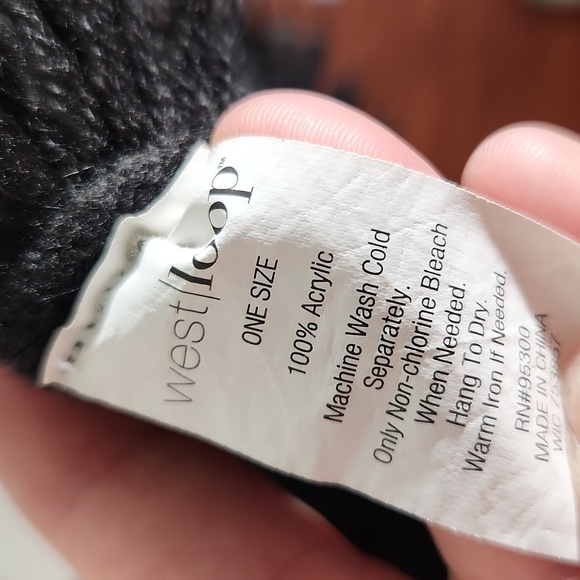 west/loop™
ONE SIZE
100% Acrylic
Machine Wash Cold
Separately.
Only Non-chlorine Bleach
When Needed.
Hang To Dry.
Warm Iron If Needed.
RN#95300
MADE IN CHINA
WIC